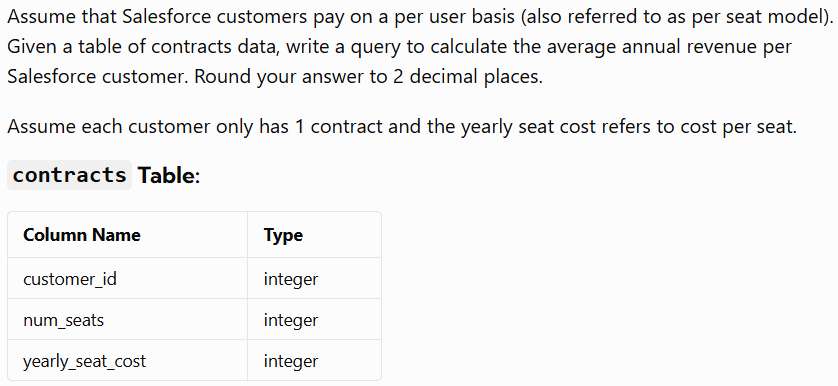 Assume that Salesforce customers pay on a per user basis (also referred to as per seat model).
Given a table of contracts data, write a query to calculate the average annual revenue per
Salesforce customer. Round your answer to 2 decimal places.
Assume each customer only has 1 contract and the yearly seat cost refers to cost per seat.
contracts Table:
Column Name Type
customer_id integer
num_seats integer
yearly_seat_cost integer